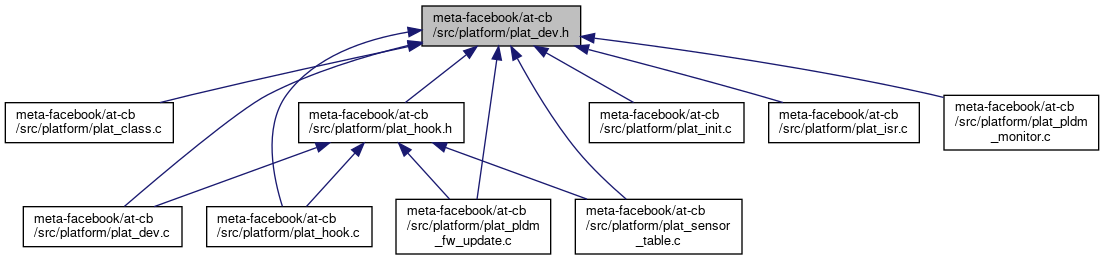 meta-facebook/at-cb
/src/platform/plat_dev.h
meta-facebook/at-cb
/src/platform/plat_class.c
meta-facebook/at-cb
/src/platform/plat_hook.h
meta-facebook/at-cb
/src/platform/plat_init.c
meta-facebook/at-cb
/src/platform/plat_isr.c
meta-facebook/at-cb
/src/platform/plat_pldm
_monitor.c
meta-facebook/at-cb
/src/platform/plat_dev.c
meta-facebook/at-cb
/src/platform/plat_hook.c
meta-facebook/at-cb
/src/platform/plat_pldm
_fw_update.c
meta-facebook/at-cb
/src/platform/plat_sensor
_table.c